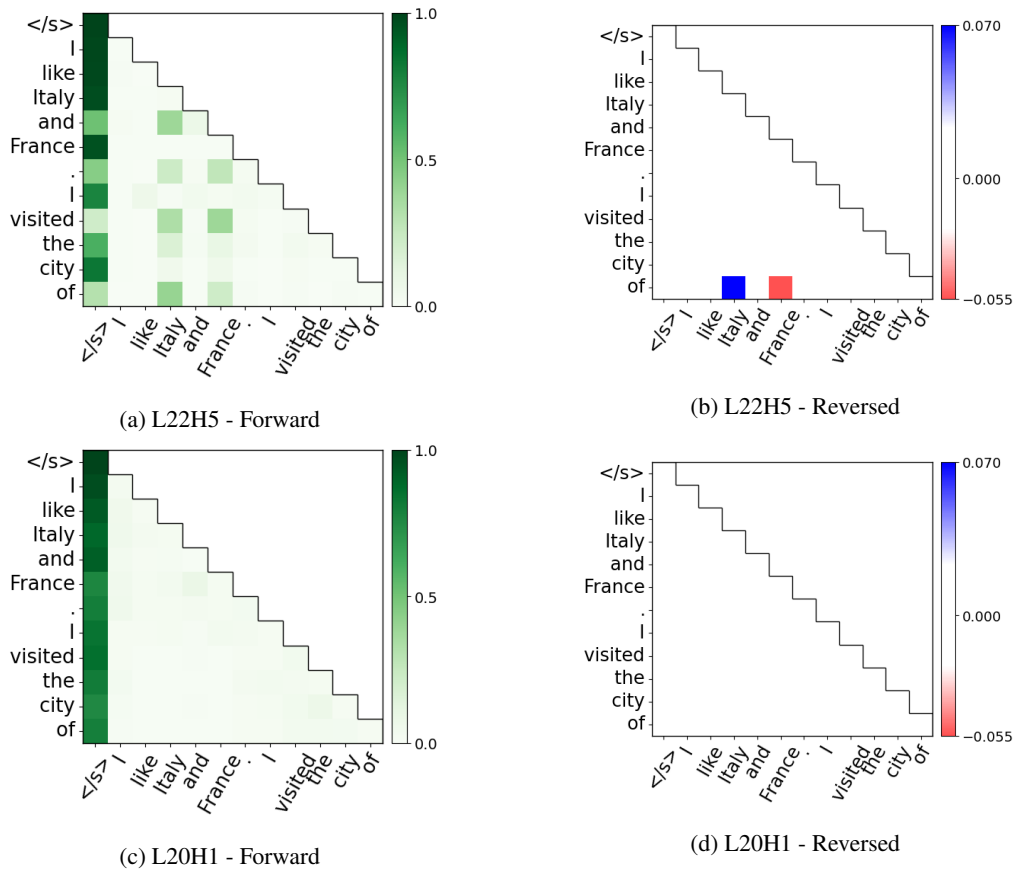 </s>
I
like
Italy
and
France
.
I
visited
the
city
of
</s> I like Italy and France . I visited the city of
1.0
0.5
0.0
(a) L22H5 - Forward
</s>
I
like
Italy
and
France
.
I
visited
the
city
of
</s> I like Italy and France . I visited the city of
0.070
0.000
−0.055
(b) L22H5 - Reversed
</s>
I
like
Italy
and
France
.
I
visited
the
city
of
</s> I like Italy and France . I visited the city of
1.0
0.5
0.0
(c) L20H1 - Forward
</s>
I
like
Italy
and
France
.
I
visited
the
city
of
</s> I like Italy and France . I visited the city of
0.070
0.000
−0.055
(d) L20H1 - Reversed